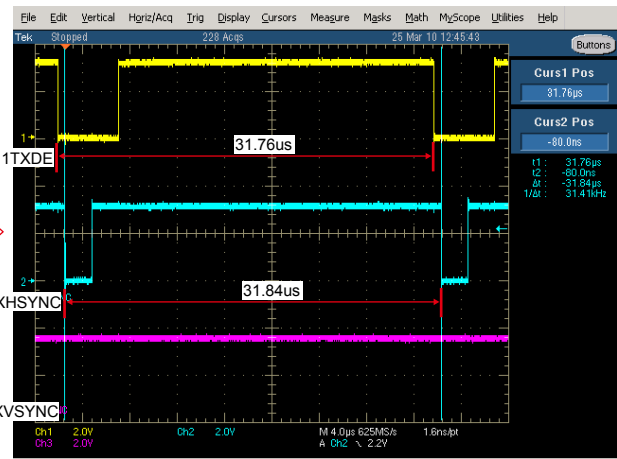 File Edit Vertical Horiz/Acq Trig Display Cursors Measure Masks Math MyScope Utilities Help
Tek Stopped 228 Acqs 25 Mar 10 12:45:43
Buttons
Curs1 Pos
31.76µs
Curs2 Pos
-80.0ns
t1: 31.76µs
t2: -80.0ns
Δt: -31.84µs
1/Δt: 31.41kHz
1
31.76us
1TXDE
2
31.84us
XHSYNC
XVSYNC
Ch1 2.0V Ch2 2.0V M 4.0µs 625MS/s 1.6ns/pt
Ch3 2.0V A Ch2 ↘ 2.2V